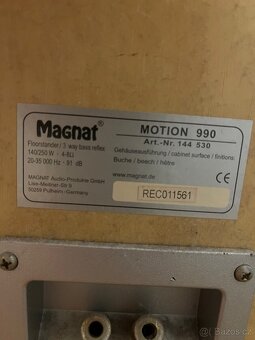 Magnat®
MOTION 990
Art.-Nr. 144 530
Floorstander / 3 way bass reflex
140/250 W - 4-8Ω
20-35 000 Hz - 91 dB
Gehäuseausführung / cabinet surface / finitions:
Buche / beech / hêtre
MAGNAT Audio-Produkte GmbH
Lise-Meitner-Str.9
50259 Pulheim - Germany
www.magnat.de
REC011561